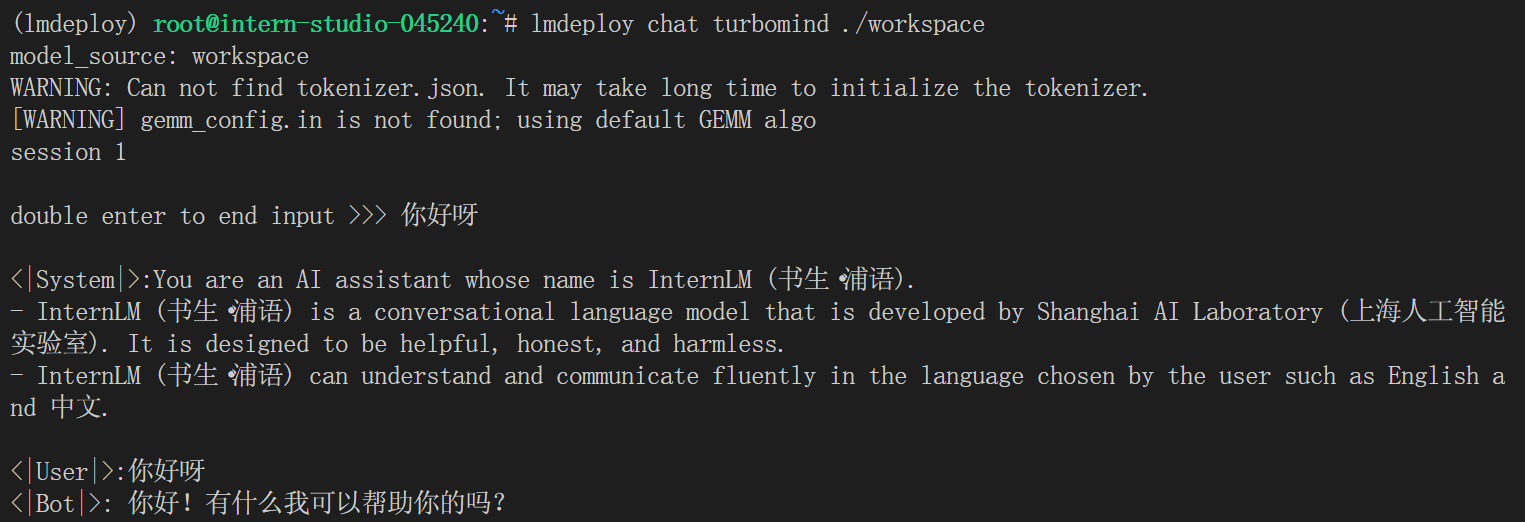 (lmdeploy) root@intern-studio-045240:~# lmdeploy chat turbomind ./workspace
model_source: workspace
WARNING: Can not find tokenizer.json. It may take long time to initialize the tokenizer.
[WARNING] gemm_config.in is not found; using default GEMM algo
session 1
double enter to end input >>> 你好呀
<|System|>:You are an AI assistant whose name is InternLM (书生·浦语).
- InternLM (书生·浦语) is a conversational language model that is developed by Shanghai AI Laboratory (上海人工智能
实验室). It is designed to be helpful, honest, and harmless.
- InternLM (书生·浦语) can understand and communicate fluently in the language chosen by the user such as English a
nd 中文.
<|User|>:你好呀
<|Bot|>: 你好！有什么我可以帮助你的吗？